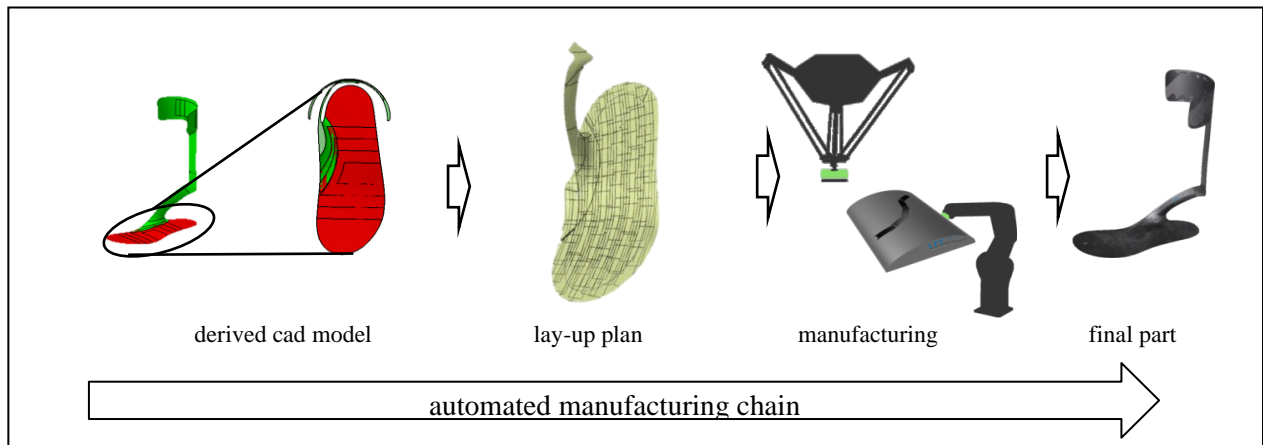 derived cad model
lay-up plan
manufacturing
final part
automated manufacturing chain